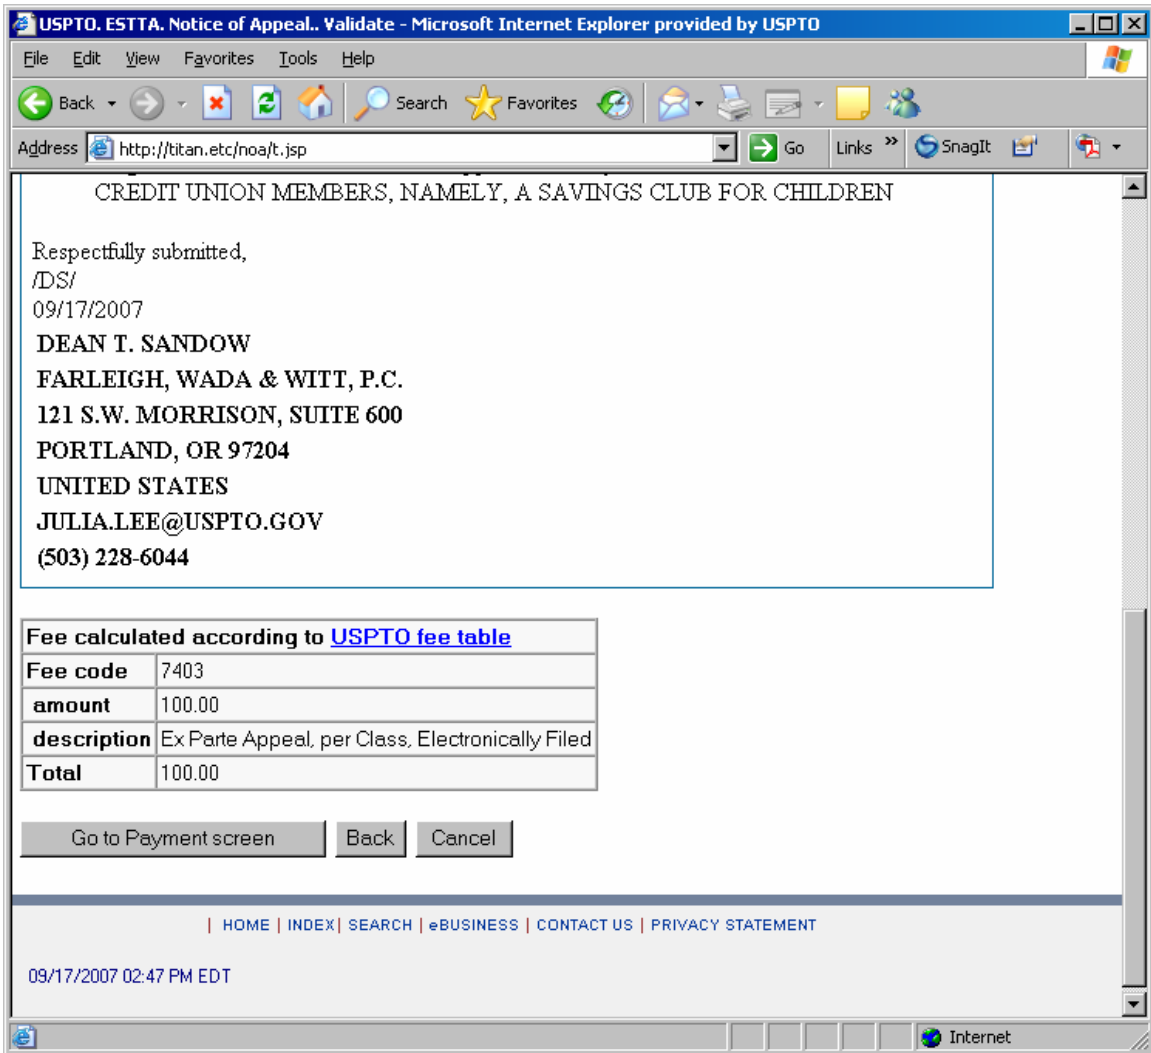 USPTO. ESTTA. Notice of Appeal.. Validate - Microsoft Internet Explorer provided by USPTO
File Edit View Favorites Tools Help
Back Search Favorites
Address http://titan.etc/noa/t.jsp Go Links » SnagIt
CREDIT UNION MEMBERS, NAMELY, A SAVINGS CLUB FOR CHILDREN
Respectfully submitted,
/DS/
09/17/2007
DEAN T. SANDOW
FARLEIGH, WADA & WITT, P.C.
121 S.W. MORRISON, SUITE 600
PORTLAND, OR 97204
UNITED STATES
JULIA.LEE@USPTO.GOV
(503) 228-6044
Fee calculated according to USPTO fee table
Fee code 7403
amount 100.00
description Ex Parte Appeal, per Class, Electronically Filed
Total 100.00
Go to Payment screen Back Cancel
| HOME | INDEX| SEARCH | eBUSINESS | CONTACT US | PRIVACY STATEMENT
09/17/2007 02:47 PM EDT
Internet